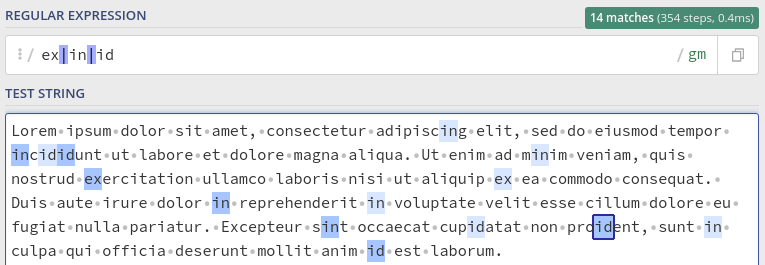 REGULAR EXPRESSION
14 matches (354 steps, 0.4ms)
/ ex|in|id / gm
TEST STRING
Lorem·ipsum·dolor·sit·amet,·consectetur·adipiscing·elit,·sed·do·eiusmod·tempor·
incididunt·ut·labore·et·dolore·magna·aliqua.·Ut·enim·ad·minim·veniam,·quis·
nostrud·exercitation·ullamco·laboris·nisi·ut·aliquip·ex·ea·commodo·consequat.·
Duis·aute·irure·dolor·in·reprehenderit·in·voluptate·velit·esse·cillum·dolore·eu·
fugiat·nulla·pariatur.·Excepteur·sint·occaecat·cupidatat·non·proident,·sunt·in·
culpa·qui·officia·deserunt·mollit·anim·id·est·laborum.